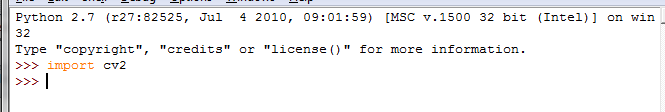 Python 2.7 (r27:82525, Jul  4 2010, 09:01:59) [MSC v.1500 32 bit (Intel)] on win
32
Type "copyright", "credits" or "license()" for more information.
>>> import cv2
>>>